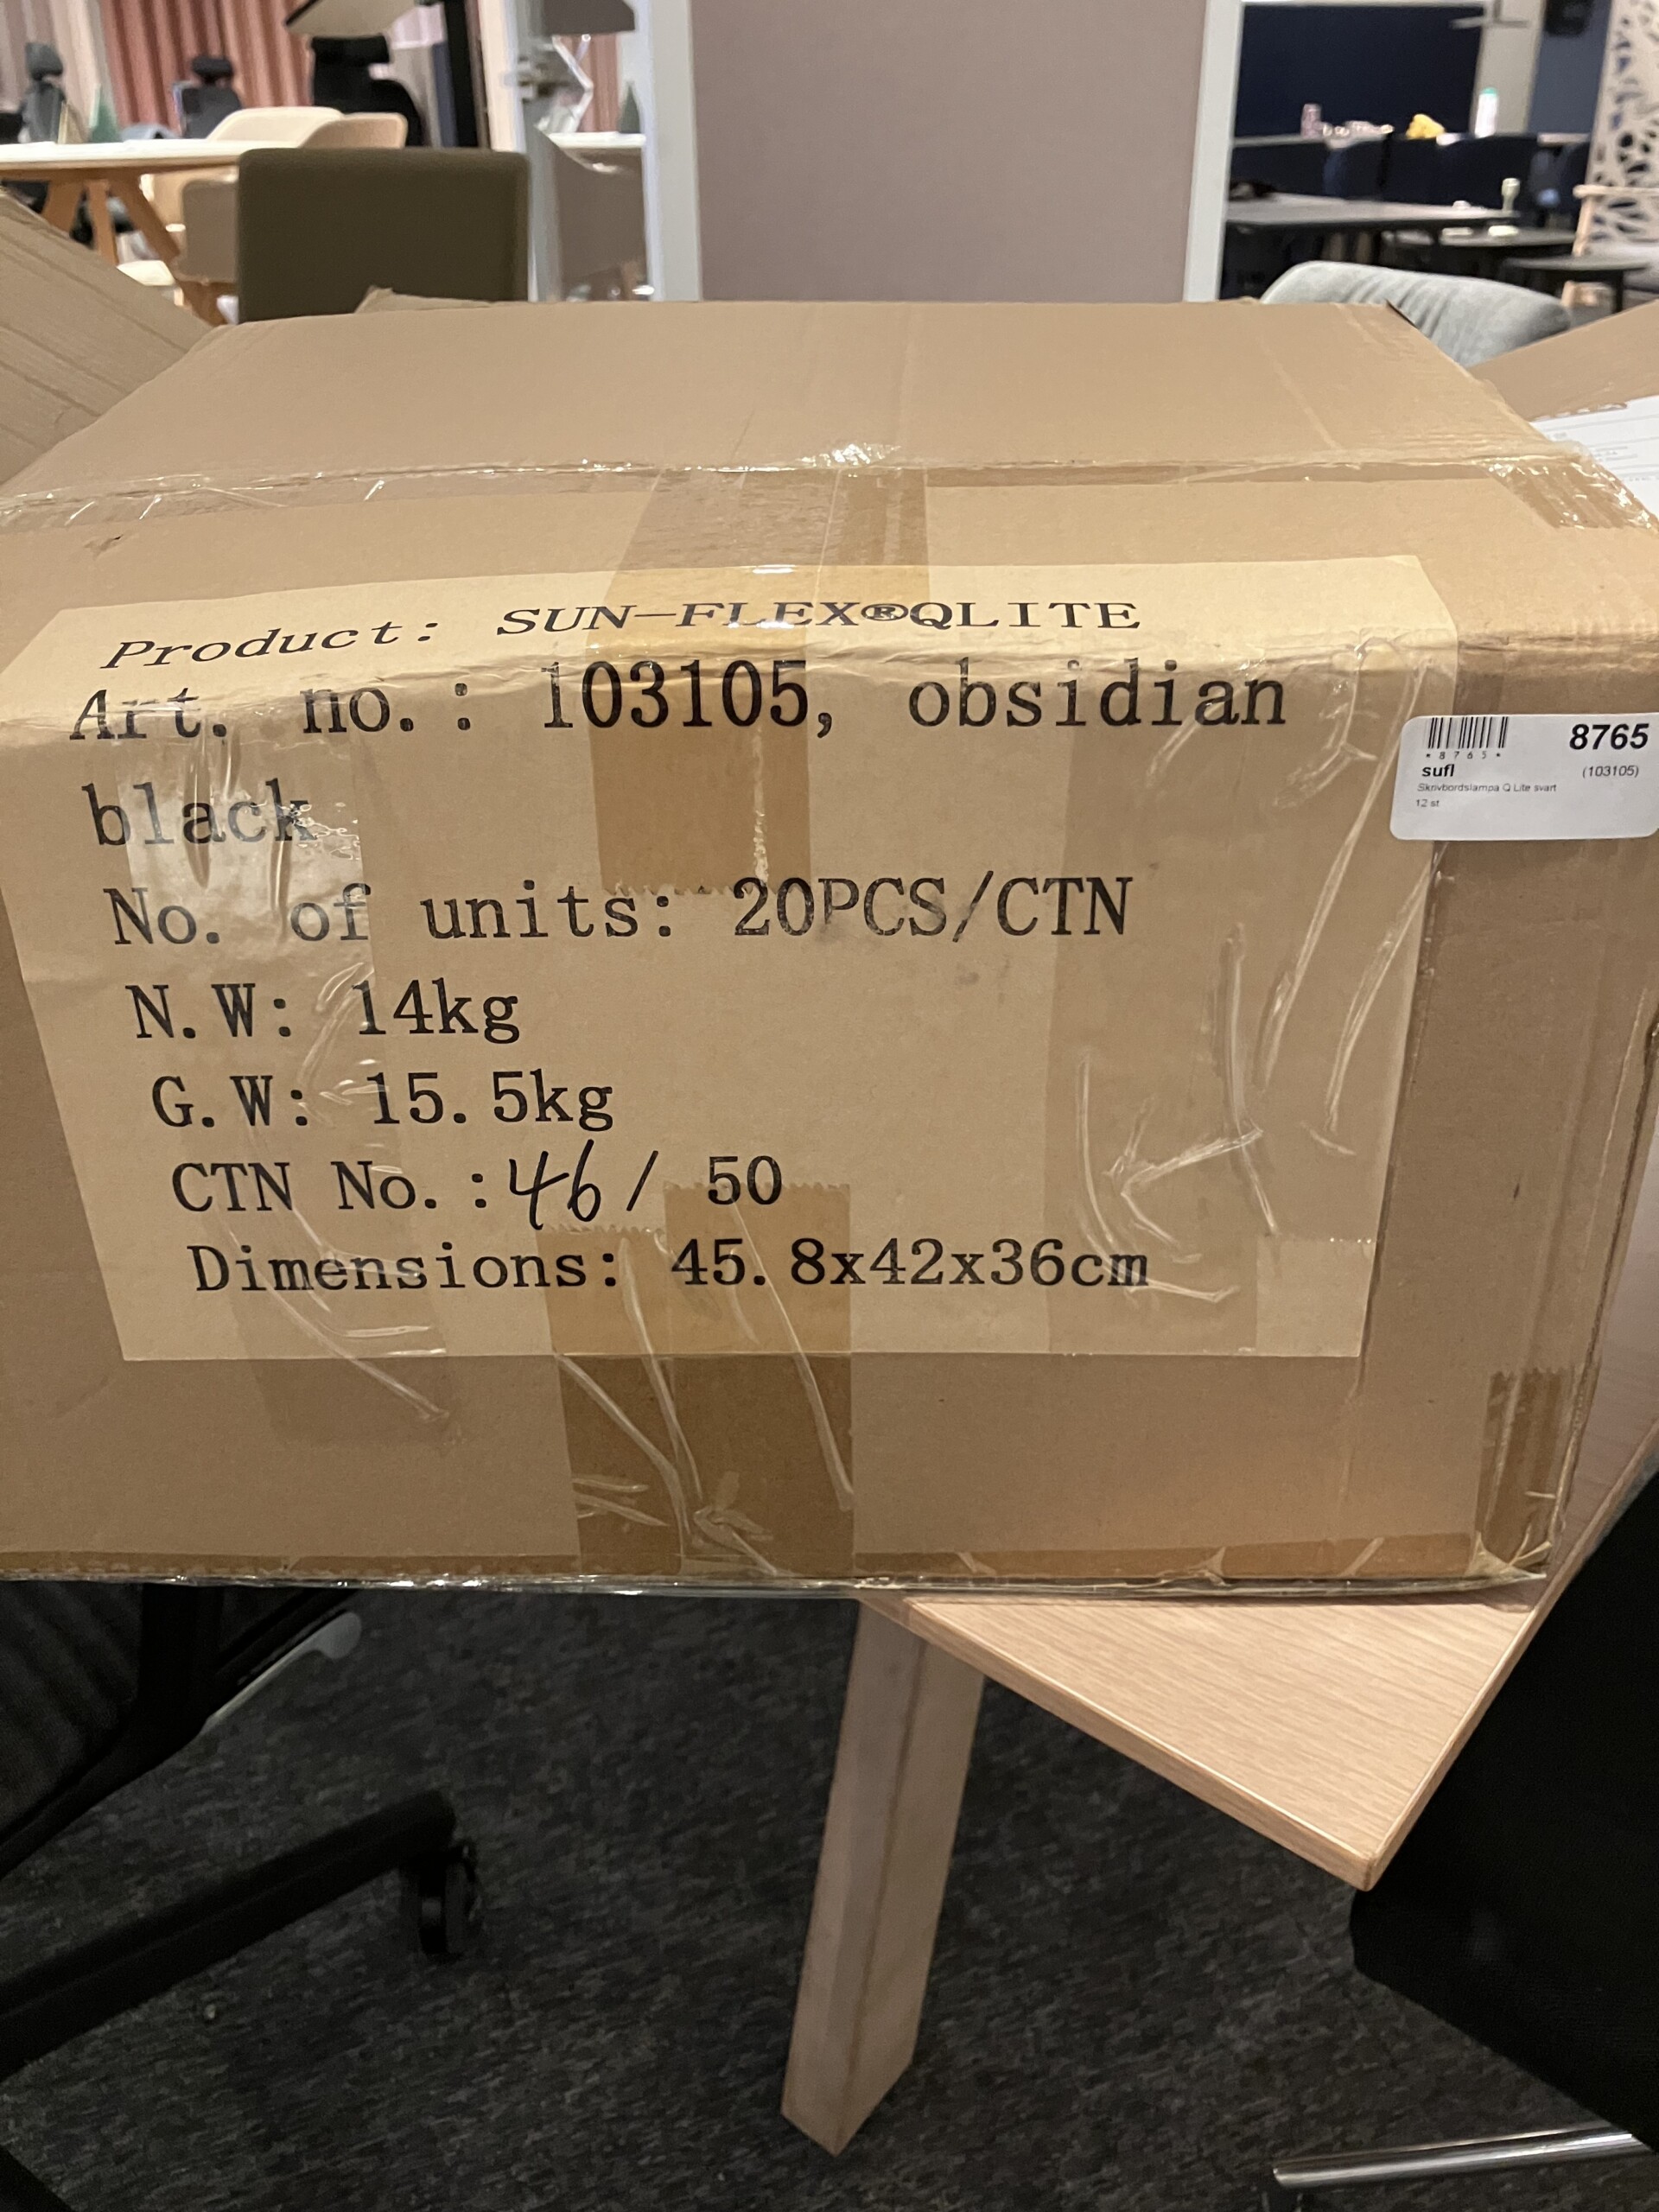 Product: SUN-FLEX®QLITE
Art. no.: 103105, obsidian
black
No. of units: 20PCS/CTN
N.W: 14kg
G.W: 15.5kg
CTN No.:46/ 50
Dimensions: 45.8x42x36cm
8765
*8765*
sufl (103105)
Skrivbordslampa Q Lite svart
12 st